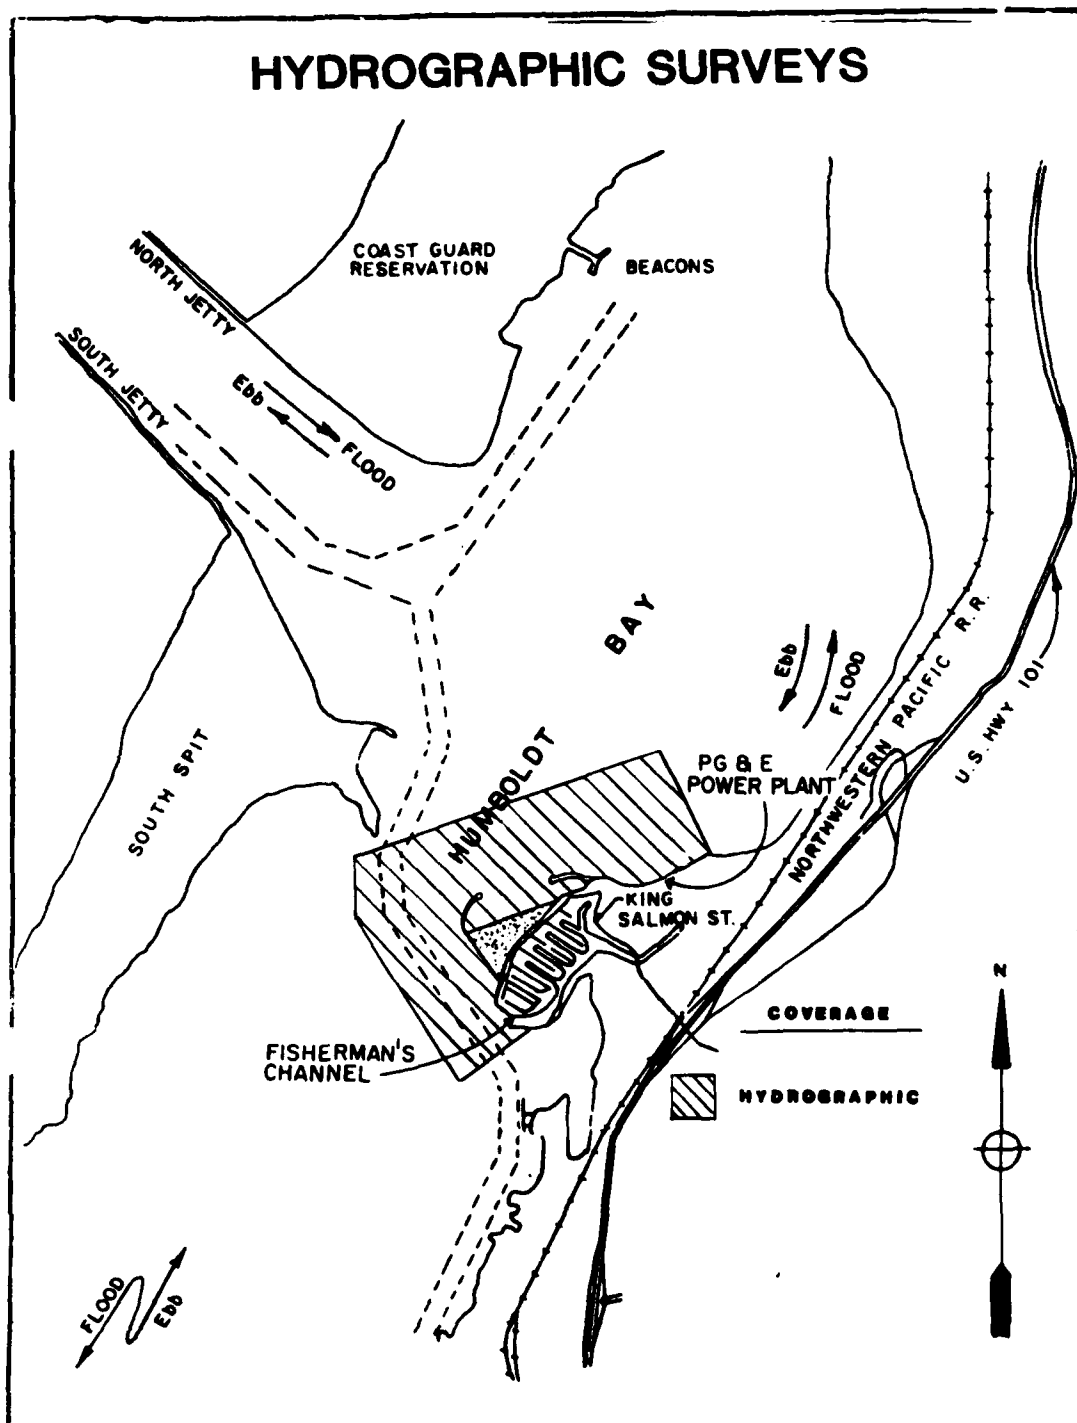 HYDROGRAPHIC SURVEYS
COAST GUARD
RESERVATION
BEACONS
NORTH JETTY
SOUTH JETTY
Ebb
FLOOD
BAY
HUMBOLDT
Ebb
FLOOD
NORTHWESTERN PACIFIC R.R.
U.S. HWY 101
SOUTH SPIT
PG & E
POWER PLANT
KING
SALMON ST.
FISHERMAN'S
CHANNEL
N
COVERAGE
HYDROGRAPHIC
FLOOD
Ebb